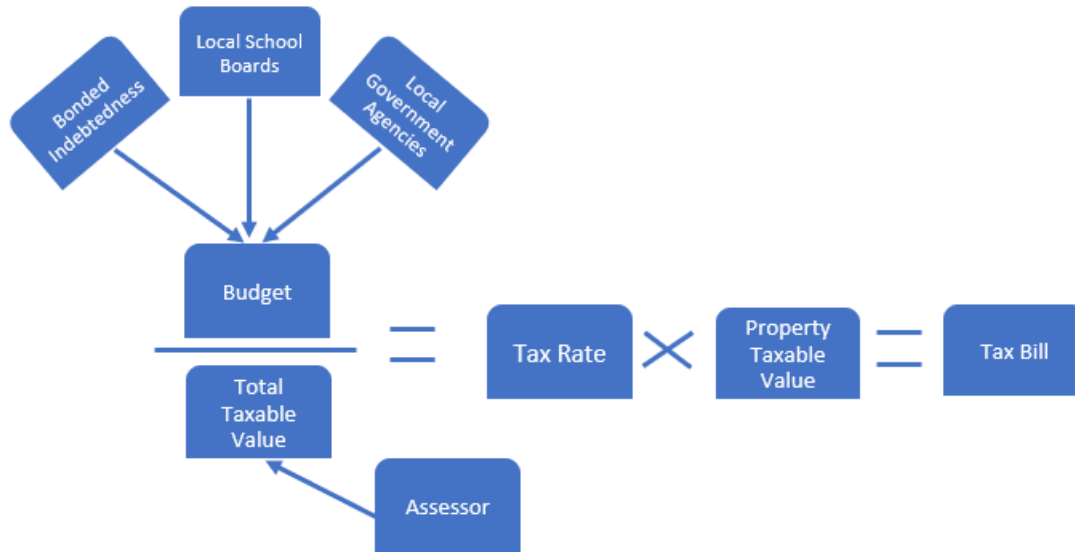 Local School
Boards
Bonded
Indebtedness
Local
Government
Agencies
Budget
Total
Taxable
Value
=
Tax Rate
×
Property
Taxable
Value
=
Tax Bill
Assessor